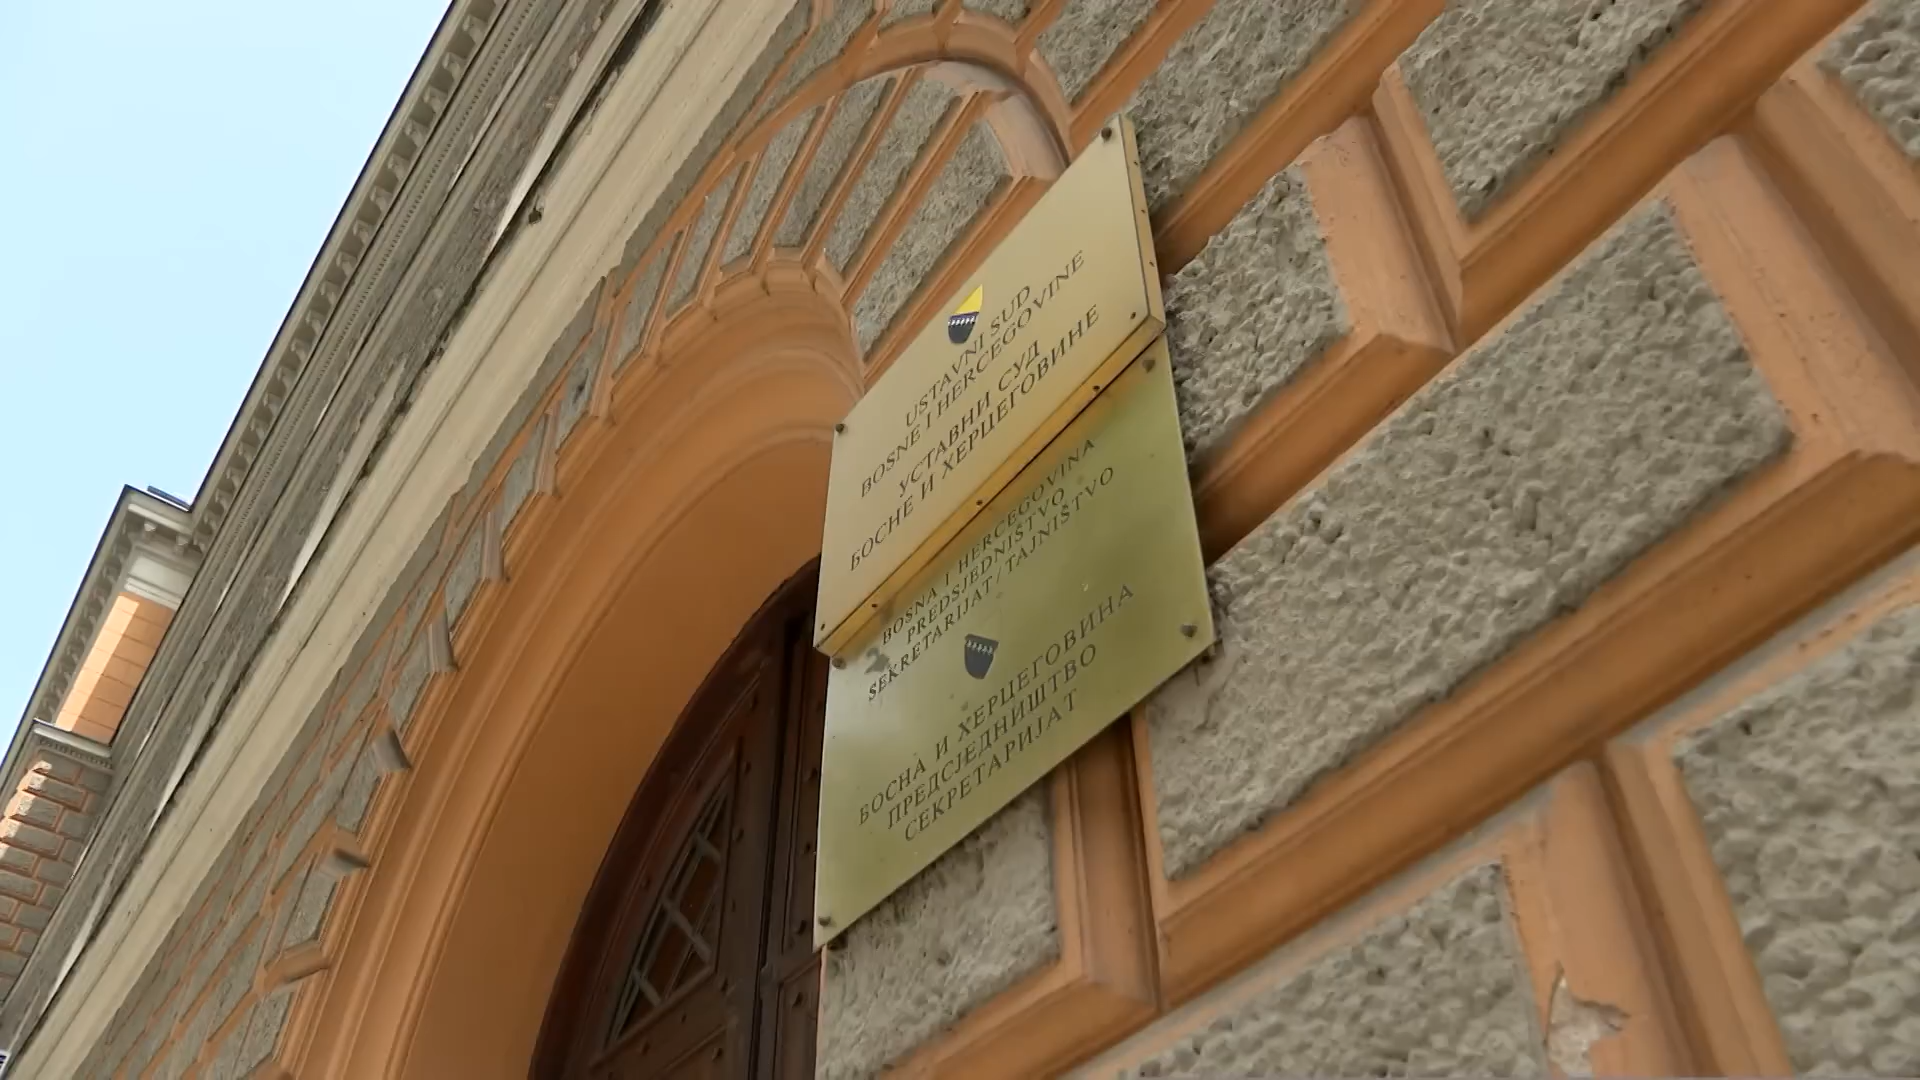 USTAVNI SUD
BOSNE I HERCEGOVINE
УСТАВНИ СУД
БОСНЕ И ХЕРЦЕГОВИНЕ
BOSNA I HERCEGOVINA
PREDSJEDNIŠTVO
SEKRETARIJAT/TAJNIŠTVO
БОСНА И ХЕРЦЕГОВИНА
ПРЕДСЈЕДНИШТВО
СЕКРЕТАРИЈАТ